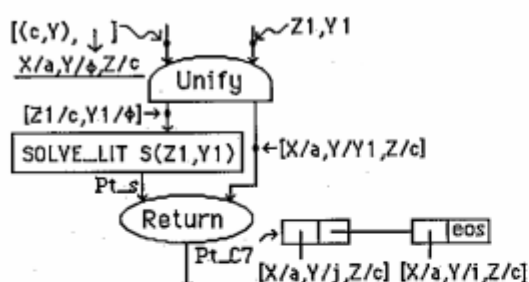 [(c,Y), ]
Z1,Y1
X/a,Y/ϕ,Z/c
Unify
[Z1/c,Y1/ϕ]
SOLVE_LIT S(Z1,Y1)
[X/a,Y/Y1,Z/c]
Pt_s
Return
Pt_C7
eos
[X/a,Y/j,Z/c] [X/a,Y/i,Z/c]